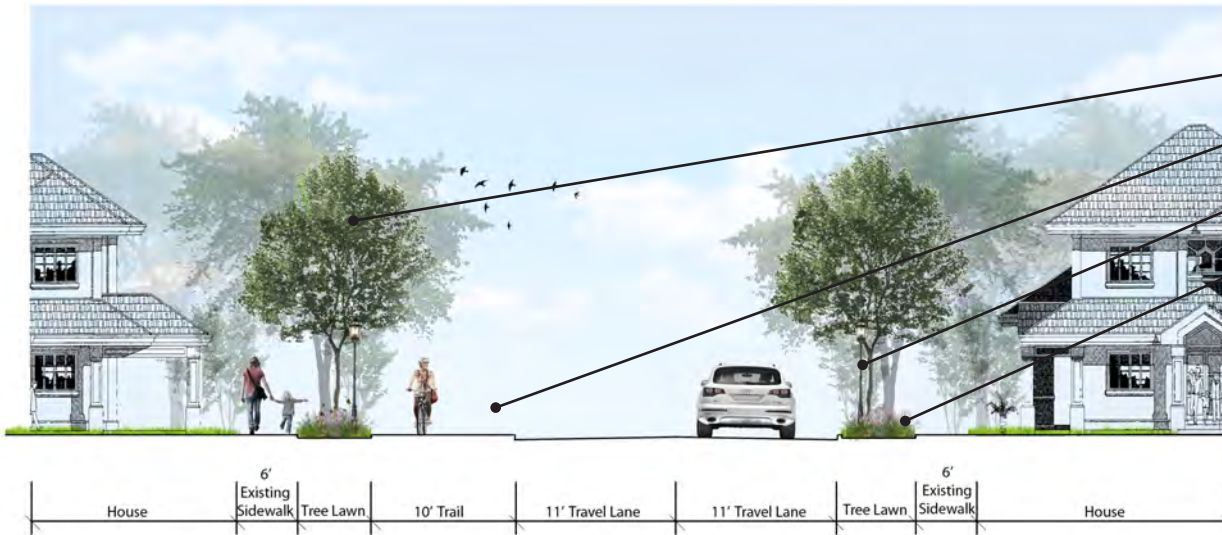 House
6'
Existing
Sidewalk
Tree Lawn
10' Trail
11' Travel Lane
11' Travel Lane
Tree Lawn
6'
Existing
Sidewalk
House